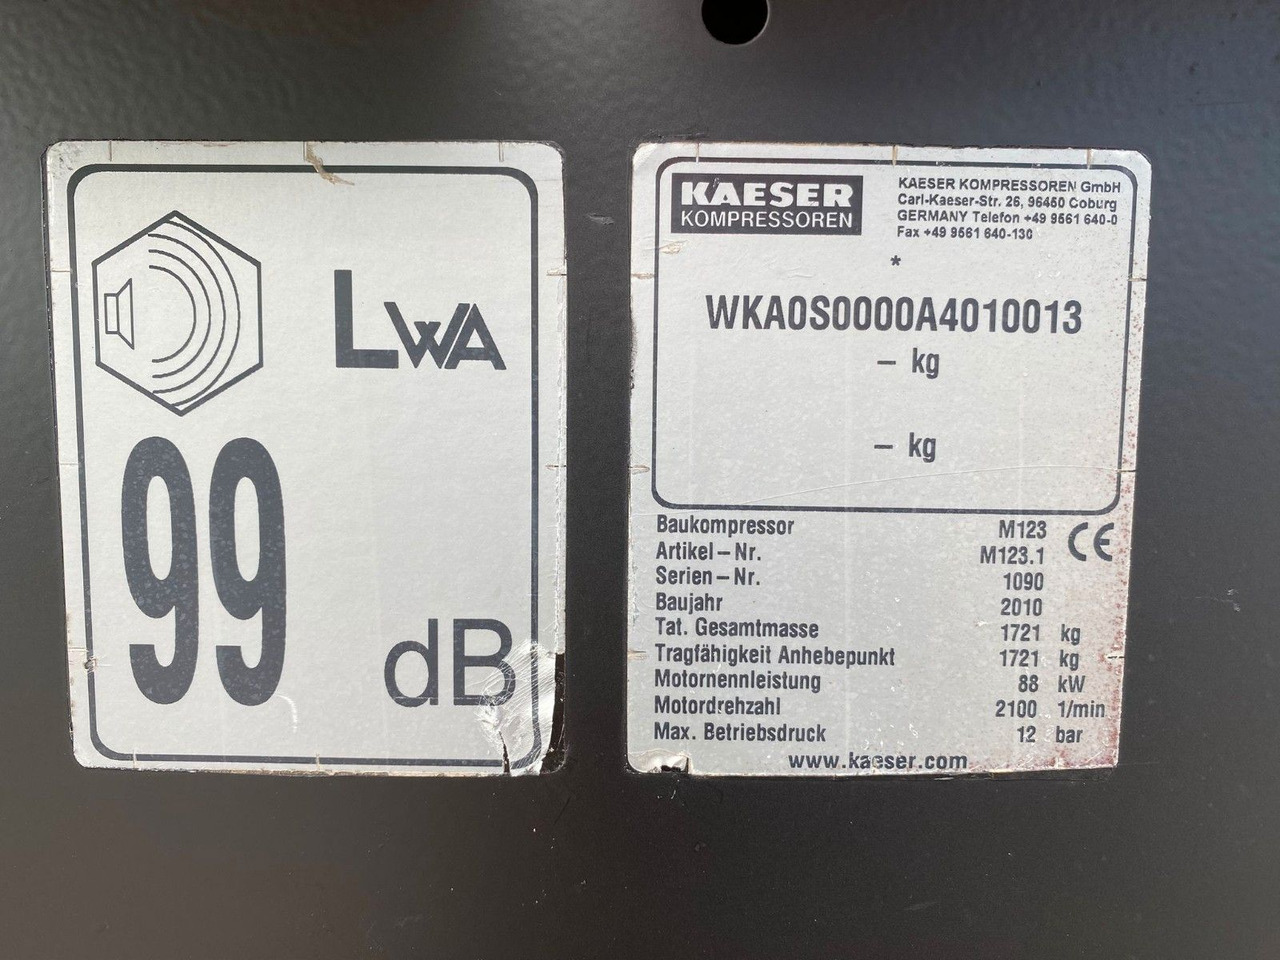 LWA
99
dB
KAESER
KOMPRESSOREN
KAESER KOMPRESSOREN GmbH
Carl-Kaeser-Str. 26, 96450 Coburg
GERMANY Telefon +49 9561 640-0
Fax +49 9561 640-130
*
WKA0S0000A4010013
– kg
– kg
Baukompressor M123 CE
Artikel–Nr. M123.1
Serien–Nr. 1090
Baujahr 2010
Tat. Gesamtmasse 1721 kg
Tragfähigkeit Anhebepunkt 1721 kg
Motornennleistung 88 kW
Motordrehzahl 2100 1/min
Max. Betriebsdruck 12 bar
www.kaeser.com